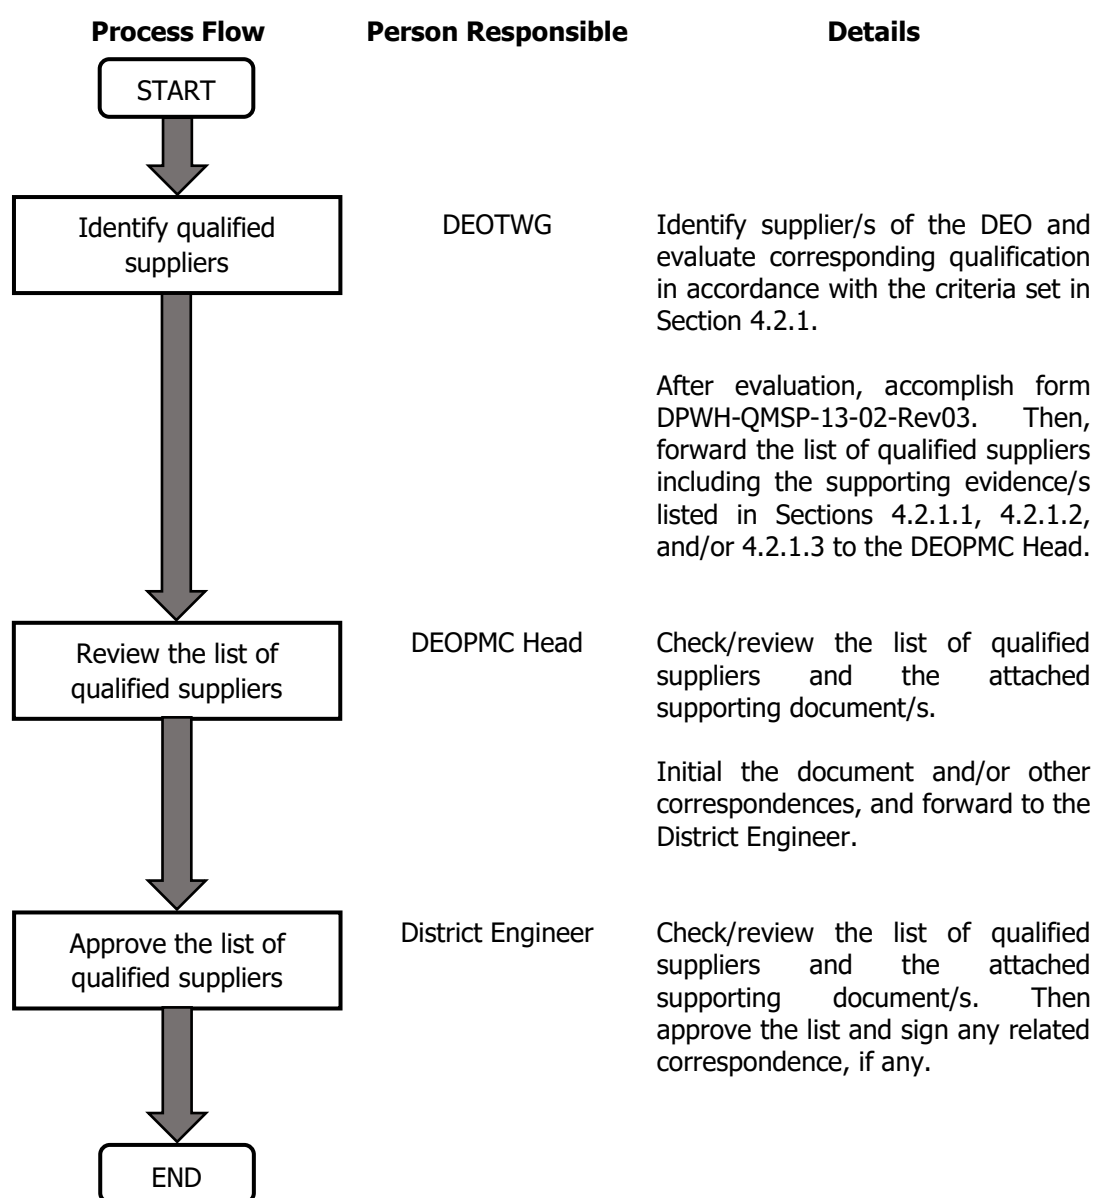 Process Flow Person Responsible Details
START
Identify qualified
suppliers
DEOTWG
Identify supplier/s of the DEO and
evaluate corresponding qualification
in accordance with the criteria set in
Section 4.2.1.
After evaluation, accomplish form
DPWH-QMSP-13-02-Rev03. Then,
forward the list of qualified suppliers
including the supporting evidence/s
listed in Sections 4.2.1.1, 4.2.1.2,
and/or 4.2.1.3 to the DEOPMC Head.
Review the list of
qualified suppliers
DEOPMC Head
Check/review the list of qualified
suppliers and the attached
supporting document/s.
Initial the document and/or other
correspondences, and forward to the
District Engineer.
Approve the list of
qualified suppliers
District Engineer
Check/review the list of qualified
suppliers and the attached
supporting document/s. Then
approve the list and sign any related
correspondence, if any.
END